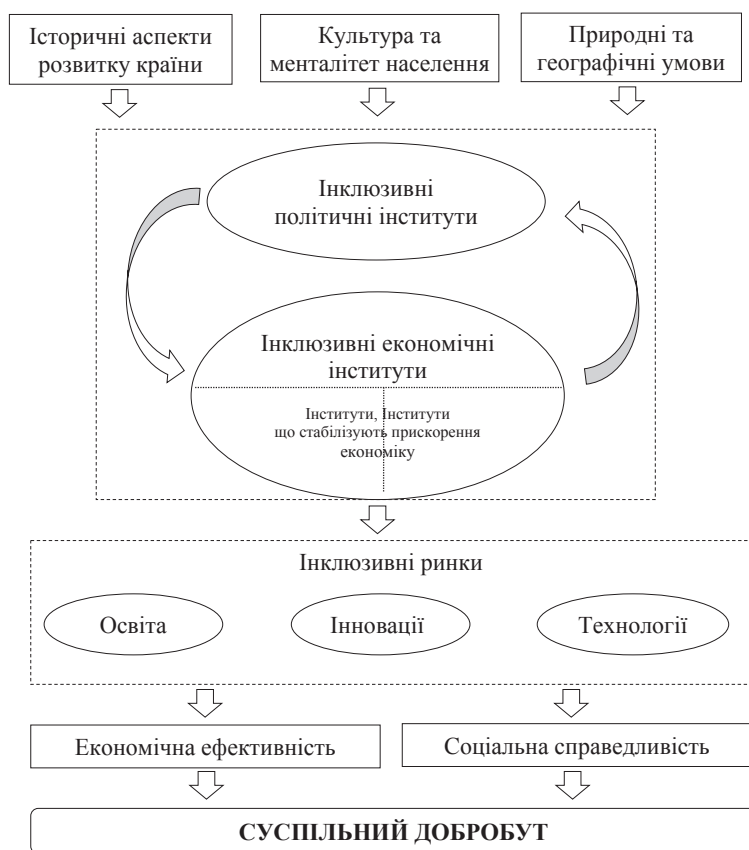 Історичні аспекти
розвитку країни
Культура та
менталітет населення
Природні та
географічні умови
Інклюзивні
політичні інститути
Інклюзивні економічні
інститути
Інститути, Інститути
що стабілізують прискорення
економіку
Інклюзивні ринки
Освіта
Інновації
Технології
Економічна ефективність
Соціальна справедливість
СУСПІЛЬНИЙ ДОБРОБУТ